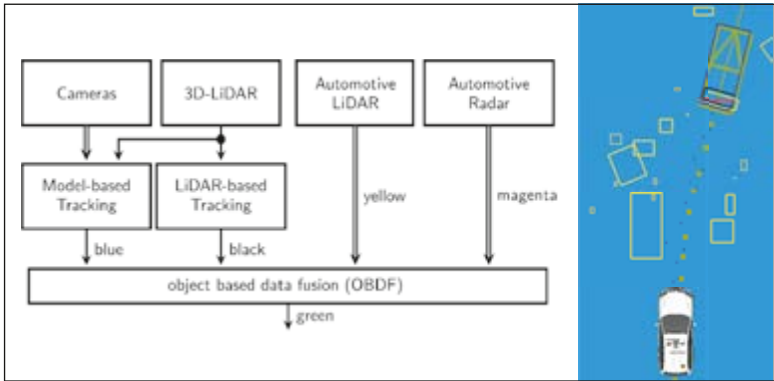 Cameras
3D-LiDAR
Automotive
LiDAR
Automotive
Radar
Model-based
Tracking
LiDAR-based
Tracking
yellow
magenta
blue
black
object based data fusion (OBDF)
green